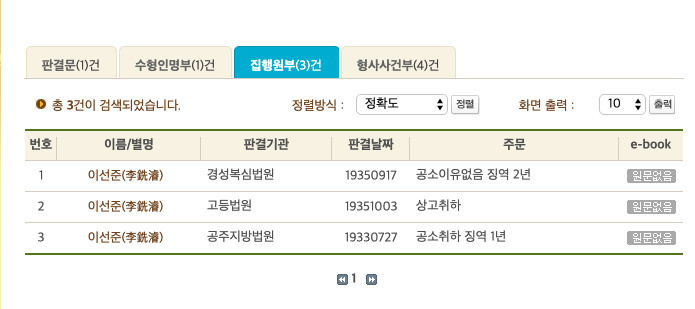 판결문(1)건 수형인명부(1)건 집행원부(3)건 형사사건부(4)건
총 3건이 검색되었습니다. 정렬방식 : 정확도 정렬 화면 출력 : 10 출력
번호 이름/별명 판결기관 판결날짜 주문 e-book
1 이선준(李銑濬) 경성복심법원 19350917 공소이유없음 징역 2년 원문없음
2 이선준(李銑濬) 고등법원 19351003 상고취하 원문없음
3 이선준(李銑濬) 공주지방법원 19330727 공소취하 징역 1년 원문없음
1